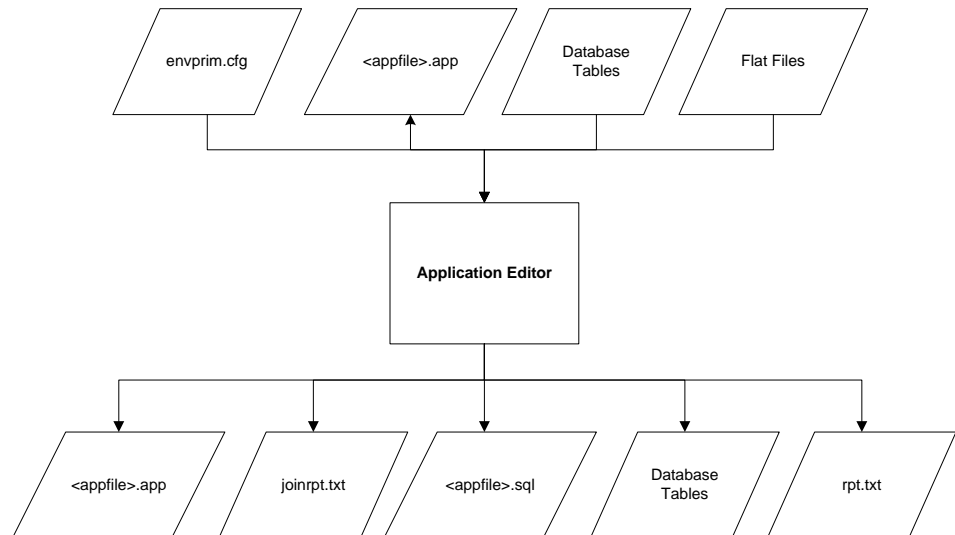 envprim.cfg
<appfile>.app
Database
Tables
Flat Files
Application Editor
<appfile>.app
joinrpt.txt
<appfile>.sql
Database
Tables
rpt.txt